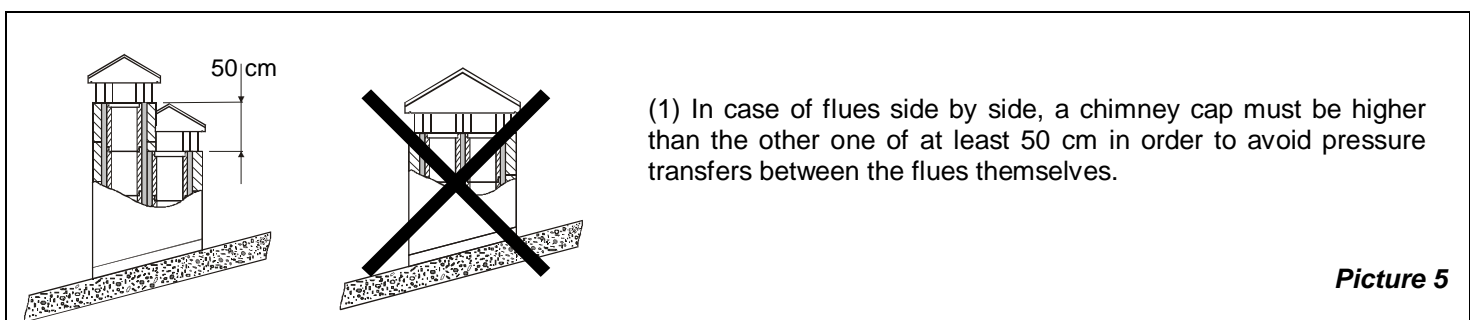 50 cm
(1) In case of flues side by side, a chimney cap must be higher
than the other one of at least 50 cm in order to avoid pressure
transfers between the flues themselves.
Picture 5